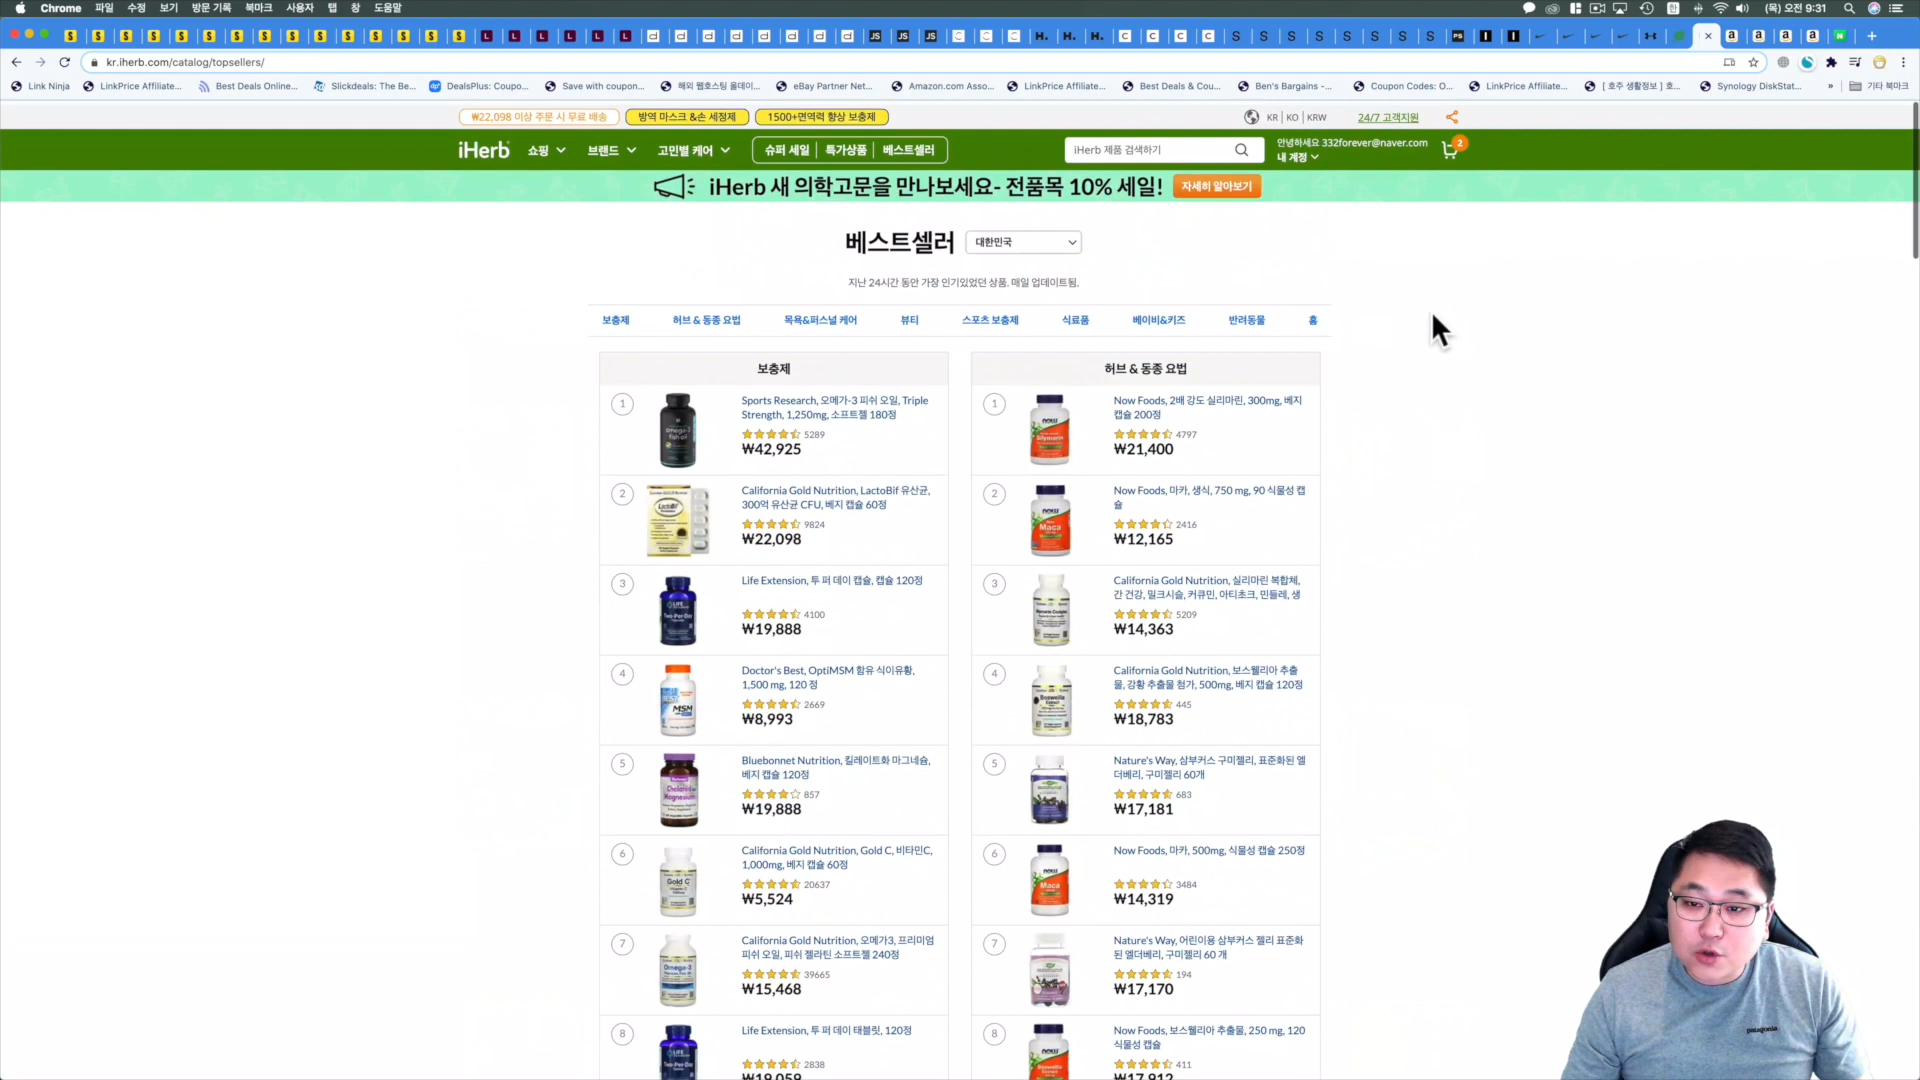 Chrome 파일 수정 보기 방문 기록 북마크 사용자 탭 창 도움말
(목) 오전 9:31
kr.iherb.com/catalog/topsellers/
Link Ninja LinkPrice Affiliate... Best Deals Online... Slickdeals: The Be... DealsPlus: Coupo... Save with coupon... 해외 웹호스팅 올데이... eBay Partner Net... Amazon.com Asso... LinkPrice Affiliate... Best Deals & Cou... Ben's Bargains -... Coupon Codes: O... LinkPrice Affiliate... [ 호주 생활정보 ] 호... Synology DiskStat... » 기타 북마크
₩22,098 이상 주문 시 무료 배송 방역 마스크 &손 세정제 1500+면역력 향상 보충제
KR | KO | KRW 24/7 고객지원
iHerb 쇼핑 브랜드 고민별 케어 슈퍼 세일 특가상품 베스트셀러
iHerb 제품 검색하기
안녕하세요 332forever@naver.com
내 계정
2
iHerb 새 의학고문을 만나보세요- 전품목 10% 세일! 자세히 알아보기
베스트셀러 대한민국
지난 24시간 동안 가장 인기있었던 상품. 매일 업데이트됨.
보충제 허브 & 동종 요법 목욕&퍼스널 케어 뷰티 스포츠 보충제 식료품 베이비&키즈 반려동물 홈
보충제
1
Sports Research, 오메가-3 피쉬 오일, Triple
Strength, 1,250mg, 소프트젤 180정
5289
₩42,925
2
California Gold Nutrition, LactoBif 유산균,
300억 유산균 CFU, 베지 캡슐 60정
9824
₩22,098
3
Life Extension, 투 퍼 데이 캡슐, 캡슐 120정
4100
₩19,888
4
Doctor's Best, OptiMSM 함유 식이유황,
1,500 mg, 120 정
2669
₩8,993
5
Bluebonnet Nutrition, 킬레이트화 마그네슘,
베지 캡슐 120정
857
₩19,888
6
California Gold Nutrition, Gold C, 비타민C,
1,000mg, 베지 캡슐 60정
20637
₩5,524
7
California Gold Nutrition, 오메가3, 프리미엄
피쉬 오일, 피쉬 젤라틴 소프트젤 240정
39665
₩15,468
8
Life Extension, 투 퍼 데이 태블릿, 120정
2838
₩19,059
허브 & 동종 요법
1
Now Foods, 2배 강도 실리마린, 300mg, 베지
캡슐 200정
4797
₩21,400
2
Now Foods, 마카, 생식, 750 mg, 90 식물성 캡
슐
2416
₩12,165
3
California Gold Nutrition, 실리마린 복합체,
간 건강, 밀크시슬, 커큐민, 아티초크, 민들레, 생
5209
₩14,363
4
California Gold Nutrition, 보스웰리아 추출
물, 강황 추출물 첨가, 500mg, 베지 캡슐 120정
445
₩18,783
5
Nature's Way, 삼부커스 구미젤리, 표준화된 엘
더베리, 구미젤리 60개
683
₩17,181
6
Now Foods, 마카, 500mg, 식물성 캡슐 250정
3484
₩14,319
7
Nature's Way, 어린이용 삼부커스 젤리 표준화
된 엘더베리, 구미젤리 60 개
194
₩17,170
8
Now Foods, 보스웰리아 추출물, 250 mg, 120
식물성 캡슐
411
₩17,912
patagonia